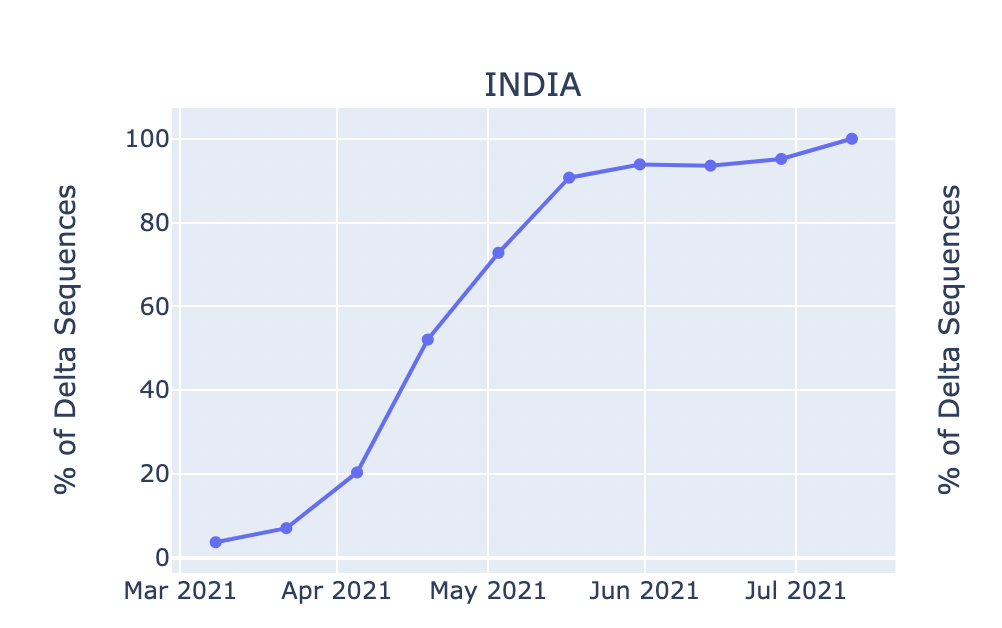 INDIA
% of Delta Sequences
100
80
60
40
20
0
Mar 2021
Apr 2021
May 2021
Jun 2021
Jul 2021
% of Delta Sequences